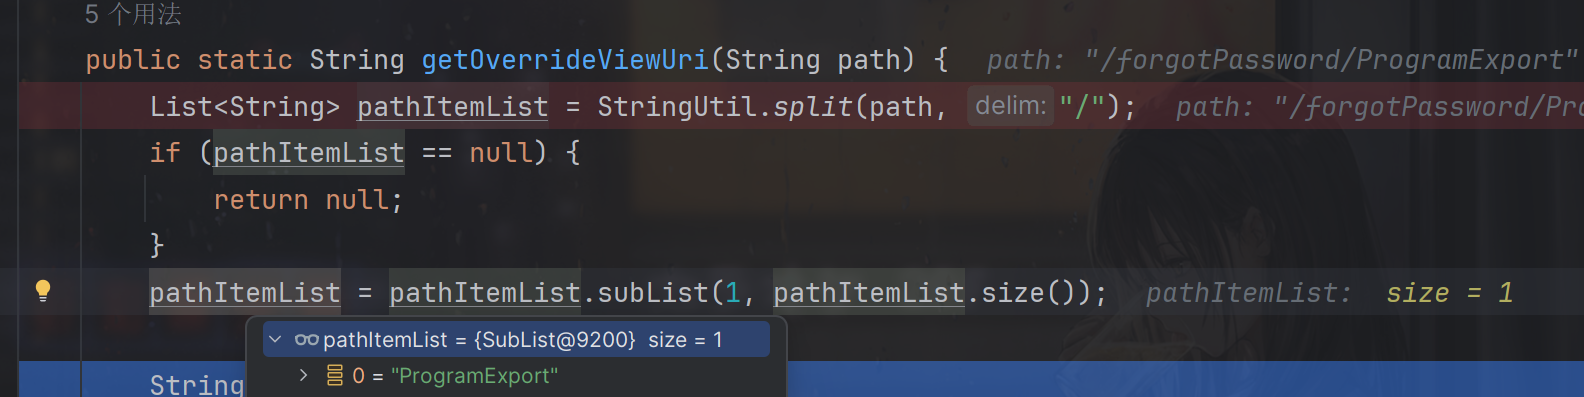 5 个用法
public static String getOverrideViewUri(String path) {  path: "/forgotPassword/ProgramExport"
List<String> pathItemList = StringUtil.split(path, delim: "/");  path: "/forgotPassword/Pro
if (pathItemList == null) {
return null;
}
pathItemList = pathItemList.subList(1, pathItemList.size());  pathItemList:  size = 1
pathItemList = {SubList@9200}  size = 1
0 = "ProgramExport"
String